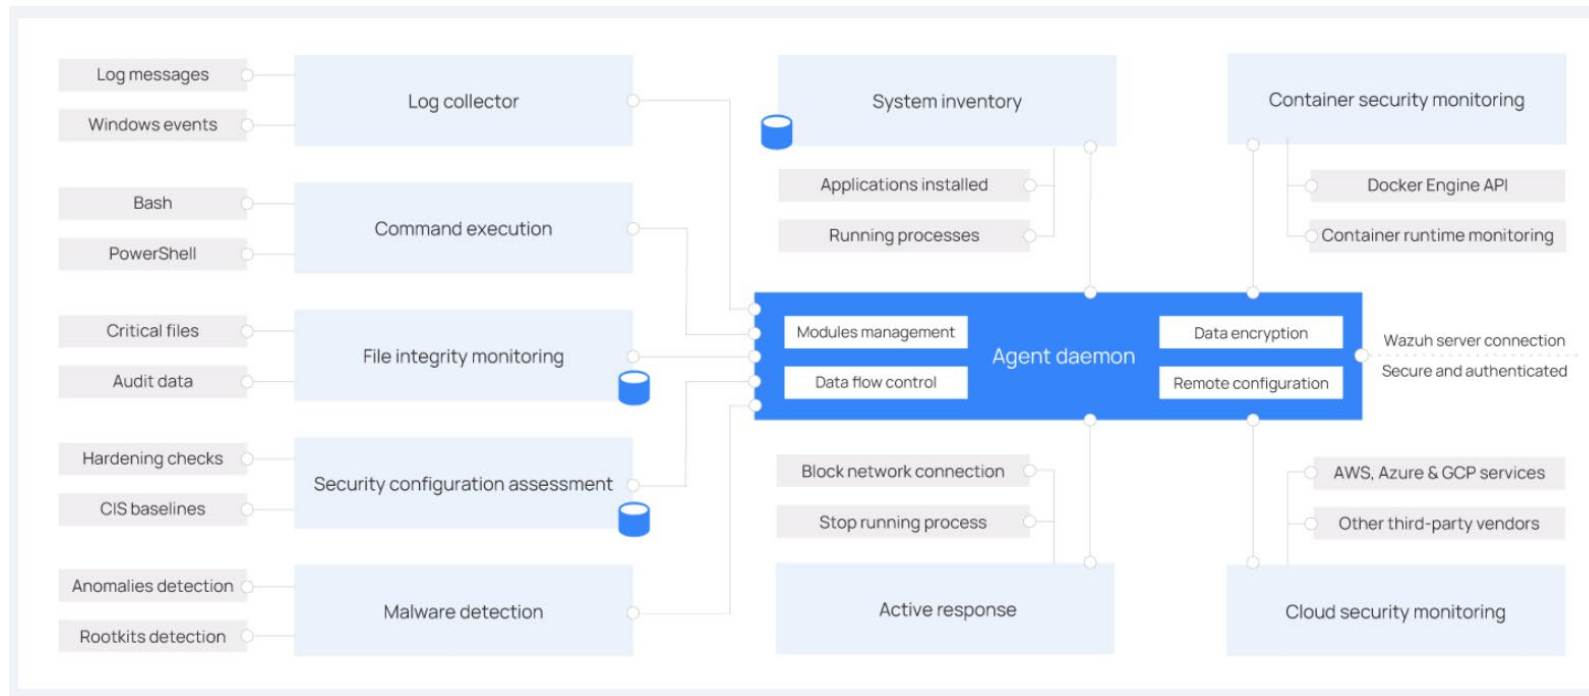 Log messages
Windows events
Log collector
Bash
PowerShell
Command execution
Critical files
Audit data
File integrity monitoring
Hardening checks
CIS baselines
Security configuration assessment
Anomalies detection
Rootkits detection
Malware detection
System inventory
Applications installed
Running processes
Container security monitoring
Docker Engine API
Container runtime monitoring
Modules management
Data flow control
Agent daemon
Data encryption
Remote configuration
Wazuh server connection
Secure and authenticated
Block network connection
Stop running process
Active response
AWS, Azure & GCP services
Other third-party vendors
Cloud security monitoring